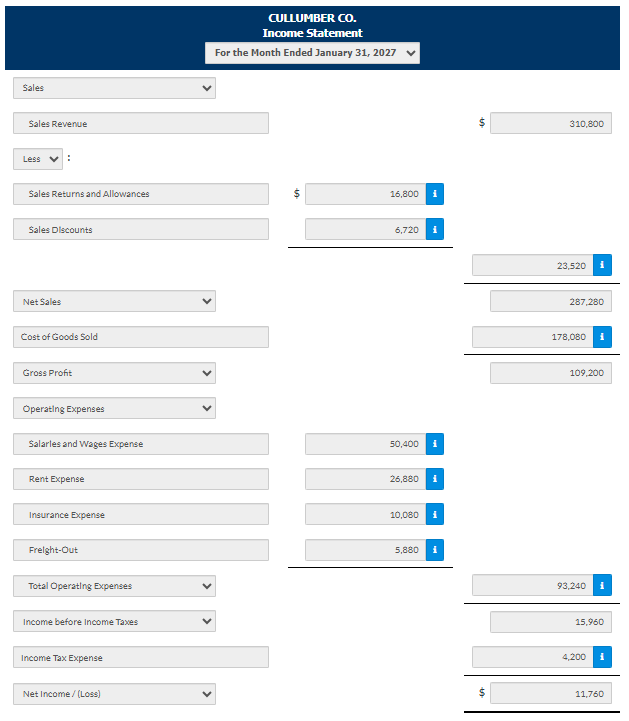 CULLUMBER CO.
Income Statement
For the Month Ended January 31, 2027
Sales
Sales Revenue $ 310,800
Less :
Sales Returns and Allowances $ 16,800 i
Sales Discounts 6,720 i
23,520 i
Net Sales 287,280
Cost of Goods Sold 178,080 i
Gross Profit 109,200
Operating Expenses
Salaries and Wages Expense 50,400 i
Rent Expense 26,880 i
Insurance Expense 10,080 i
Freight-Out 5,880 i
Total Operating Expenses 93,240 i
Income before Income Taxes 15,960
Income Tax Expense 4,200 i
Net Income / (Loss) $ 11,760